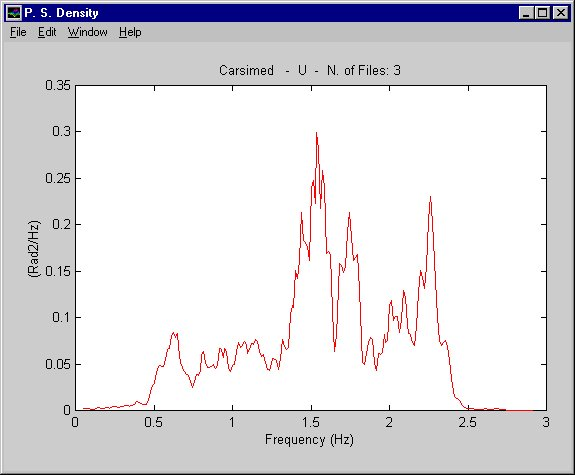 P. S. Density
File Edit Window Help
Carsimed - U - N. of Files: 3
0.35
0.3
0.25
0.2
0.15
0.1
0.05
0
(Rad2/Hz)
0 0.5 1 1.5 2 2.5 3
Frequency (Hz)